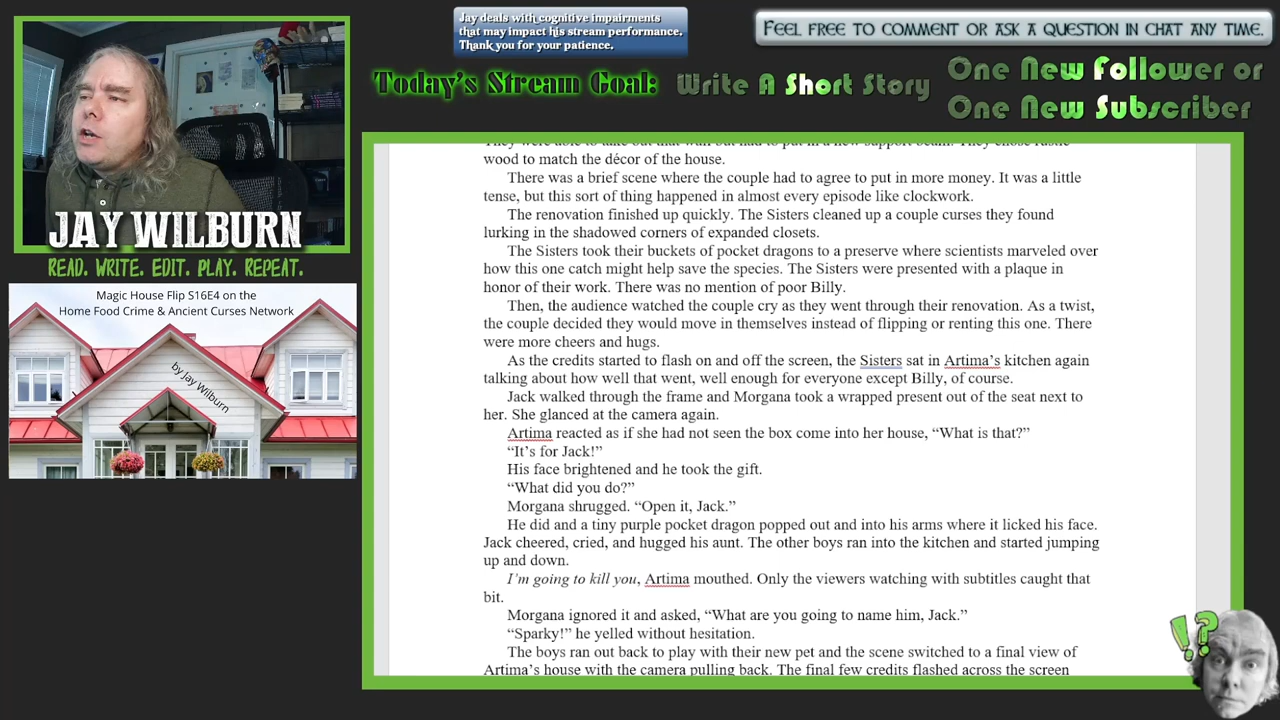 Jay deals with cognitive impairments
that may impact his stream performance.
Thank you for your patience.
Feel free to comment or ask a question in chat any time.
Today's Stream Goal:
Write A Short Story
One New Follower or
One New Subscriber
JAY WILBURN
READ. WRITE. EDIT. PLAY. REPEAT.
Magic House Flip S16E4 on the
Home Food Crime & Ancient Curses Network
by Jay Wilburn
wood to match the décor of the house.
There was a brief scene where the couple had to agree to put in more money. It was a little
tense, but this sort of thing happened in almost every episode like clockwork.
The renovation finished up quickly. The Sisters cleaned up a couple curses they found
lurking in the shadowed corners of expanded closets.
The Sisters took their buckets of pocket dragons to a preserve where scientists marveled over
how this one catch might help save the species. The Sisters were presented with a plaque in
honor of their work. There was no mention of poor Billy.
Then, the audience watched the couple cry as they went through their renovation. As a twist,
the couple decided they would move in themselves instead of flipping or renting this one. There
were more cheers and hugs.
As the credits started to flash on and off the screen, the Sisters sat in Artima’s kitchen again
talking about how well that went, well enough for everyone except Billy, of course.
Jack walked through the frame and Morgana took a wrapped present out of the seat next to
her. She glanced at the camera again.
Artima reacted as if she had not seen the box come into her house, “What is that?”
“It’s for Jack!”
His face brightened and he took the gift.
“What did you do?”
Morgana shrugged. “Open it, Jack.”
He did and a tiny purple pocket dragon popped out and into his arms where it licked his face.
Jack cheered, cried, and hugged his aunt. The other boys ran into the kitchen and started jumping
up and down.
I’m going to kill you, Artima mouthed. Only the viewers watching with subtitles caught that
bit.
Morgana ignored it and asked, “What are you going to name him, Jack.”
“Sparky!” he yelled without hesitation.
The boys ran out back to play with their new pet and the scene switched to a final view of
Artima’s house with the camera pulling back. The final few credits flashed across the screen
!?